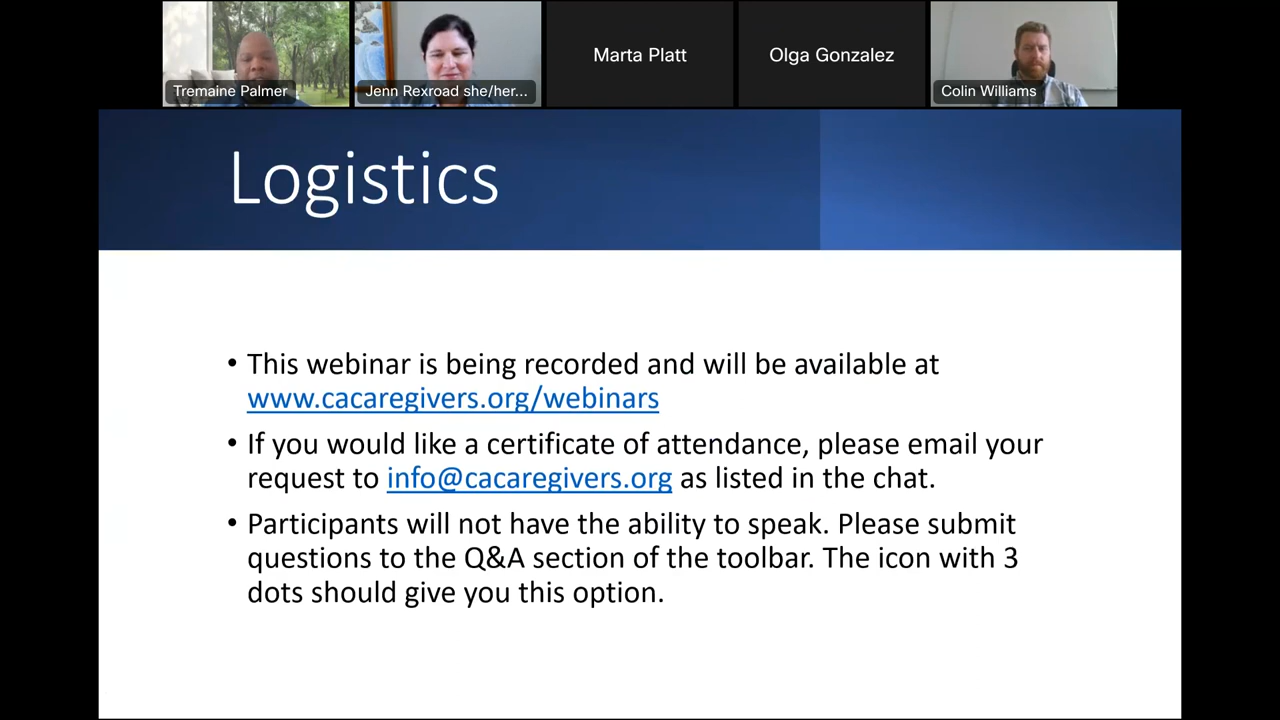 Tremaine Palmer
Jenn Rexroad she/her...
Marta Platt
Olga Gonzalez
Colin Williams
Logistics
• This webinar is being recorded and will be available at
www.cacaregivers.org/webinars
• If you would like a certificate of attendance, please email your
request to info@cacaregivers.org as listed in the chat.
• Participants will not have the ability to speak. Please submit
questions to the Q&A section of the toolbar. The icon with 3
dots should give you this option.